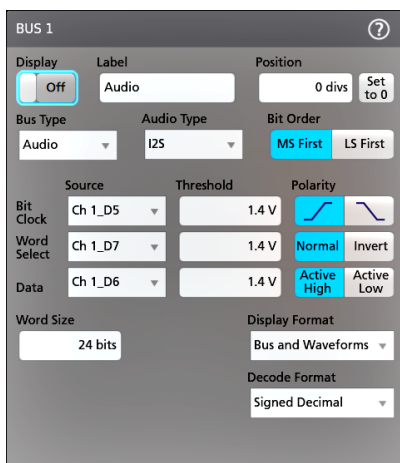 BUS 1 ?
Display Label Position
Off Audio 0 divs Set to 0
Bus Type Audio Type Bit Order
Audio I2S MS First LS First
Source Threshold Polarity
Bit Clock Ch 1_D5 1.4 V
Word Select Ch 1_D7 1.4 V Normal Invert
Data Ch 1_D6 1.4 V Active High Active Low
Word Size Display Format
24 bits Bus and Waveforms
Decode Format
Signed Decimal